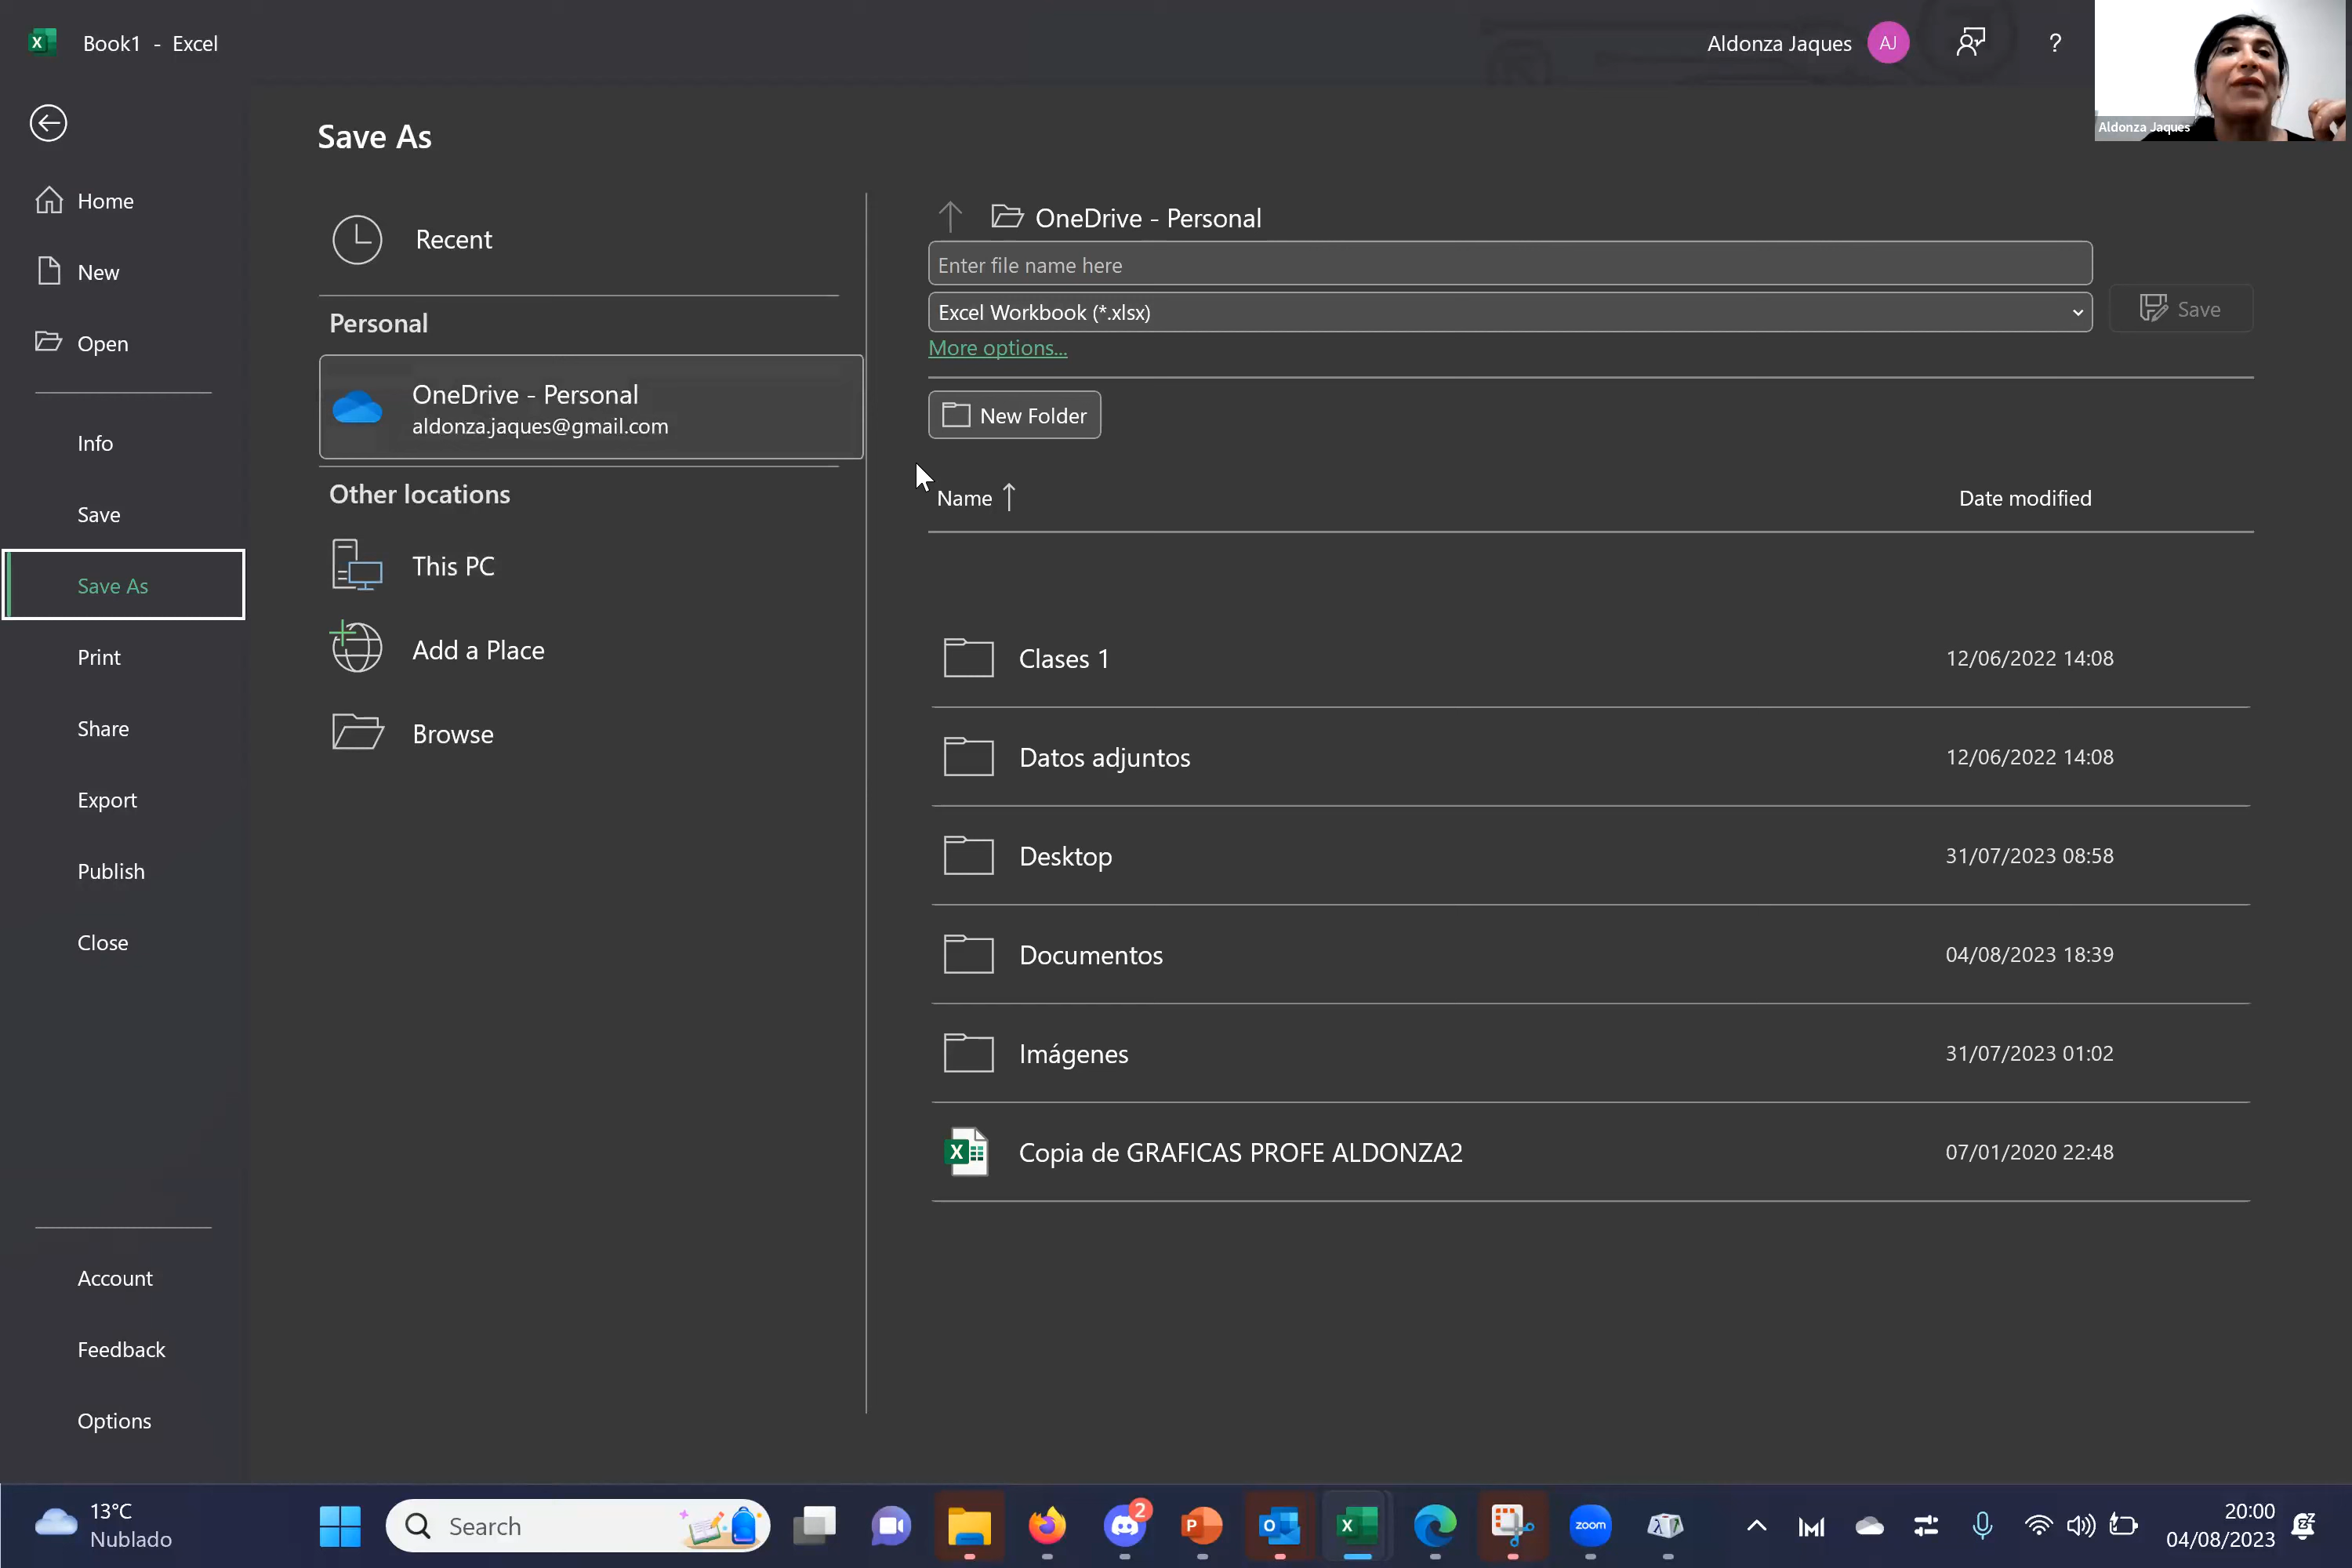 Book1 - Excel
Aldonza Jaques
AJ
?
Aldonza Jaques
Save As
Home
New
Open
Info
Save
Save As
Print
Share
Export
Publish
Close
Account
Feedback
Options
Recent
Personal
OneDrive - Personal
aldonza.jaques@gmail.com
Other locations
This PC
Add a Place
Browse
OneDrive - Personal
Enter file name here
Excel Workbook (*.xlsx)
Save
More options...
New Folder
Name
Date modified
Clases 1
12/06/2022 14:08
Datos adjuntos
12/06/2022 14:08
Desktop
31/07/2023 08:58
Documentos
04/08/2023 18:39
Imágenes
31/07/2023 01:02
Copia de GRAFICAS PROFE ALDONZA2
07/01/2020 22:48
13°C
Nublado
Search
2
zoom
20:00
04/08/2023